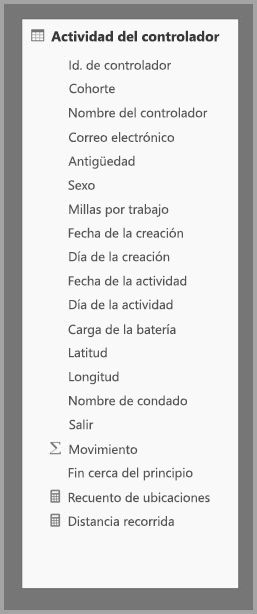 Actividad del controlador
Id. de controlador
Cohorte
Nombre del controlador
Correo electrónico
Antigüedad
Sexo
Millas por trabajo
Fecha de la creación
Día de la creación
Fecha de la actividad
Día de la actividad
Carga de la batería
Latitud
Longitud
Nombre de condado
Salir
Movimiento
Fin cerca del principio
Recuento de ubicaciones
Distancia recorrida